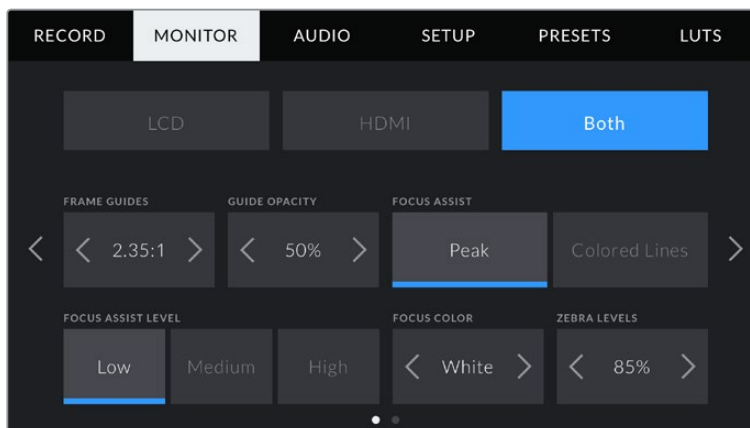 RECORD MONITOR AUDIO SETUP PRESETS LUTS
LCD HDMI Both
FRAME GUIDES GUIDE OPACITY FOCUS ASSIST
2.35:1 50% Peak Colored Lines
FOCUS ASSIST LEVEL FOCUS COLOR ZEBRA LEVELS
Low Medium High White 85%